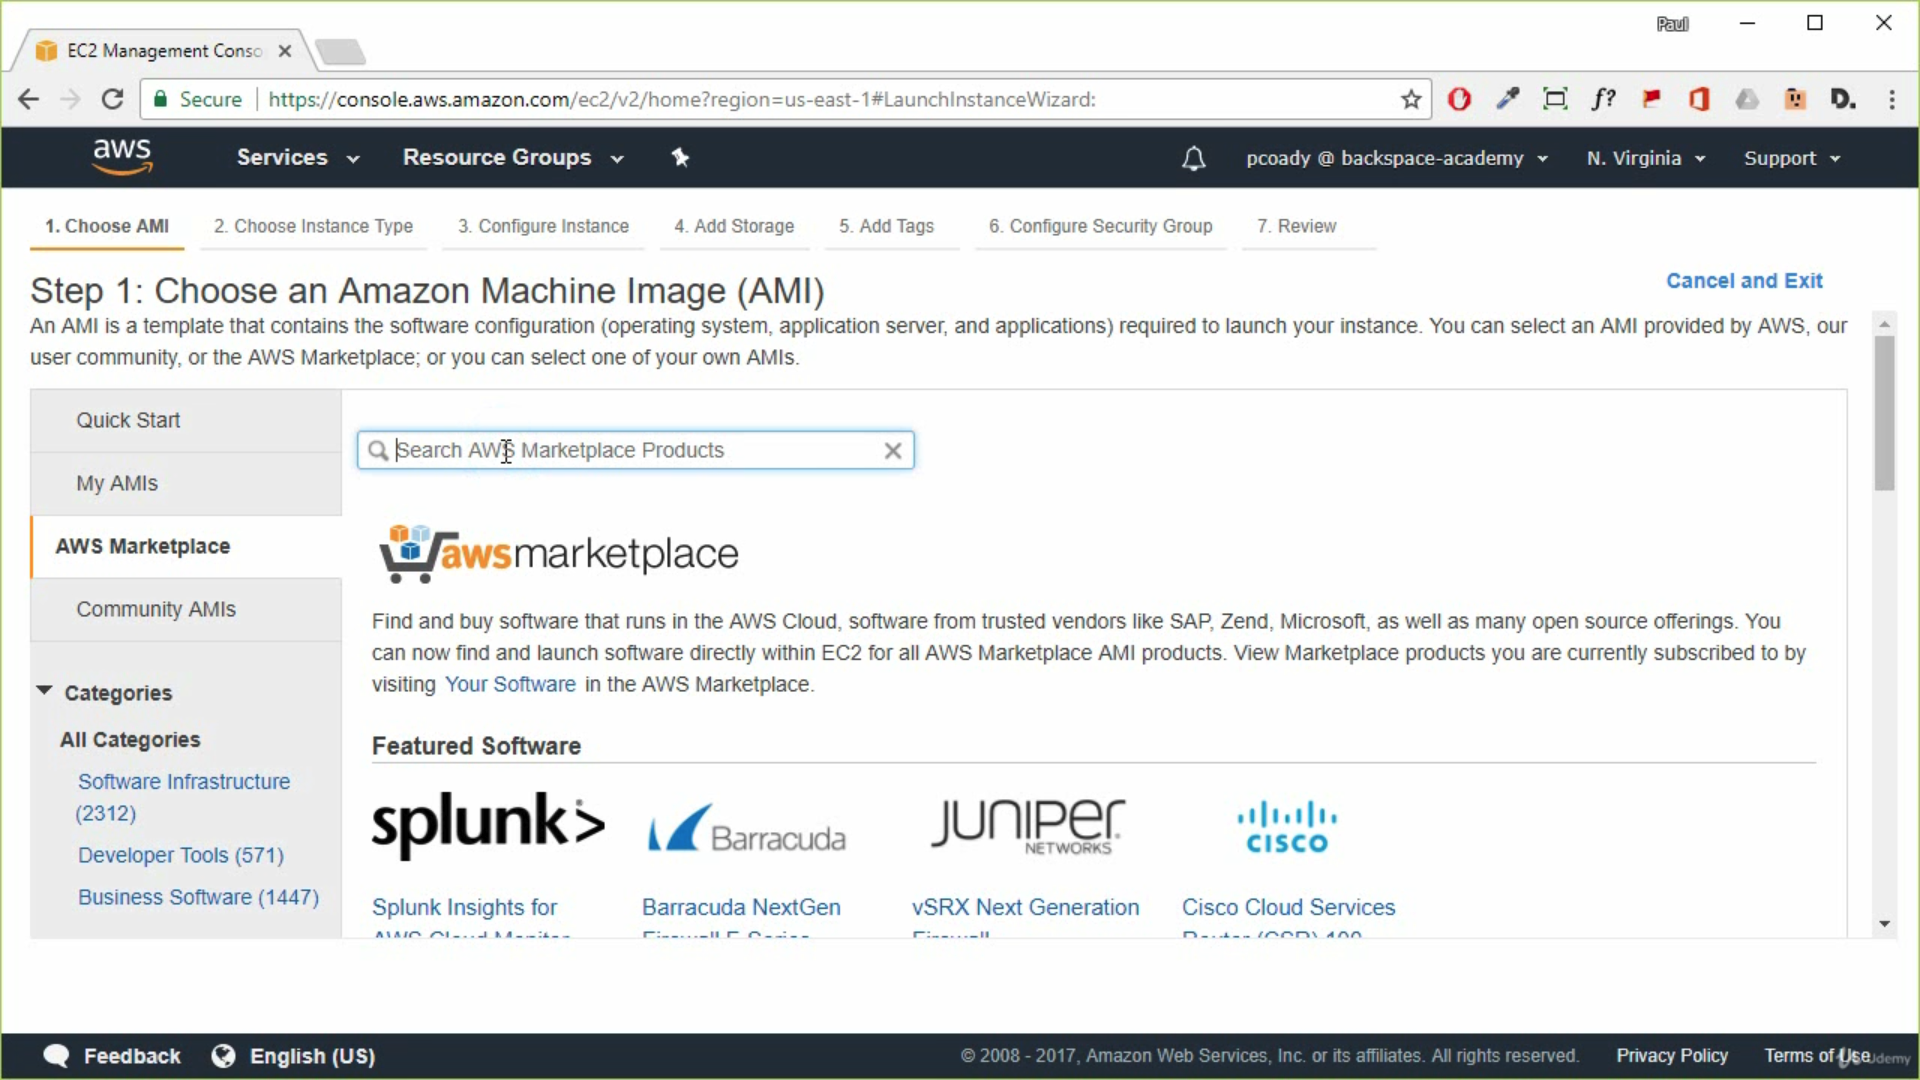 Paul
EC2 Management Conso
Secure
https://console.aws.amazon.com/ec2/v2/home?region=us-east-1#LaunchInstanceWizard:
f?
D.
aws
Services
Resource Groups
pcoady @ backspace-academy
N. Virginia
Support
1. Choose AMI
2. Choose Instance Type
3. Configure Instance
4. Add Storage
5. Add Tags
6. Configure Security Group
7. Review
Step 1: Choose an Amazon Machine Image (AMI)
Cancel and Exit
An AMI is a template that contains the software configuration (operating system, application server, and applications) required to launch your instance. You can select an AMI provided by AWS, our
user community, or the AWS Marketplace; or you can select one of your own AMIs.
Quick Start
My AMIs
AWS Marketplace
Community AMIs
Categories
All Categories
Software Infrastructure
(2312)
Developer Tools (571)
Business Software (1447)
Search AWS Marketplace Products
awsmarketplace
Find and buy software that runs in the AWS Cloud, software from trusted vendors like SAP, Zend, Microsoft, as well as many open source offerings. You
can now find and launch software directly within EC2 for all AWS Marketplace AMI products. View Marketplace products you are currently subscribed to by
visiting Your Software in the AWS Marketplace.
Featured Software
splunk>
Barracuda
JUNIPER
NETWORKS
CISCO
Splunk Insights for
AWS Cloud Monitor
Barracuda NextGen
Firewall F-Series
vSRX Next Generation
Firewall
Cisco Cloud Services
Router (CSR) 100
Feedback
English (US)
© 2008 - 2017, Amazon Web Services, Inc. or its affiliates. All rights reserved.
Privacy Policy
Terms of Use
Udemy